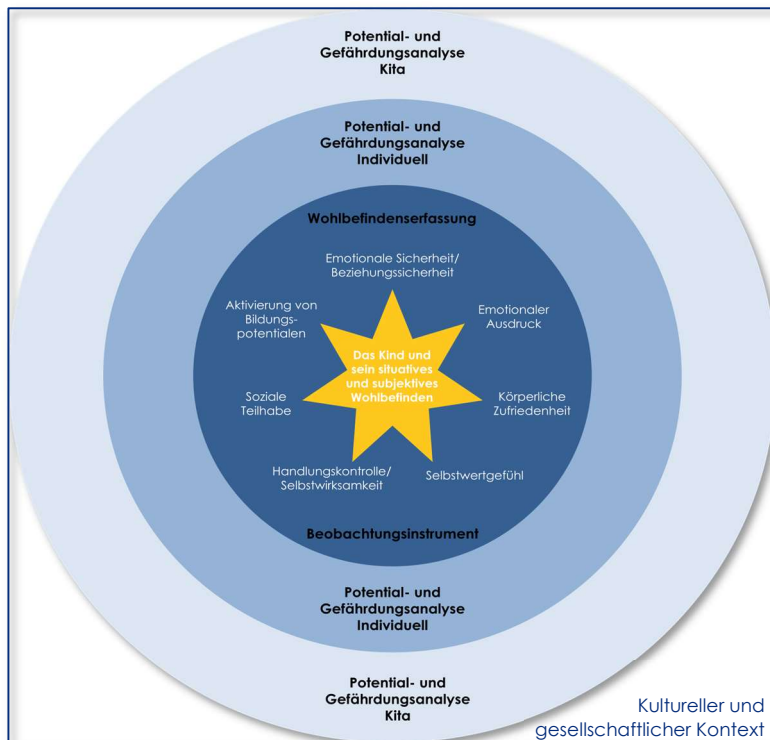 Potential- und
Gefährdungsanalyse
Kita
Potential- und
Gefährdungsanalyse
Individuell
Wohlbefindenserfassung
Emotionale Sicherheit/
Beziehungssicherheit
Aktivierung von
Bildungs-
potentialen
Emotionaler
Ausdruck
Das Kind und
sein situatives
und subjektives
Wohlbefinden
Soziale
Teilhabe
Körperliche
Zufriedenheit
Handlungskontrolle/
Selbstwirksamkeit
Selbstwertgefühl
Beobachtungsinstrument
Potential- und
Gefährdungsanalyse
Individuell
Potential- und
Gefährdungsanalyse
Kita
Kultureller und
gesellschaftlicher Kontext